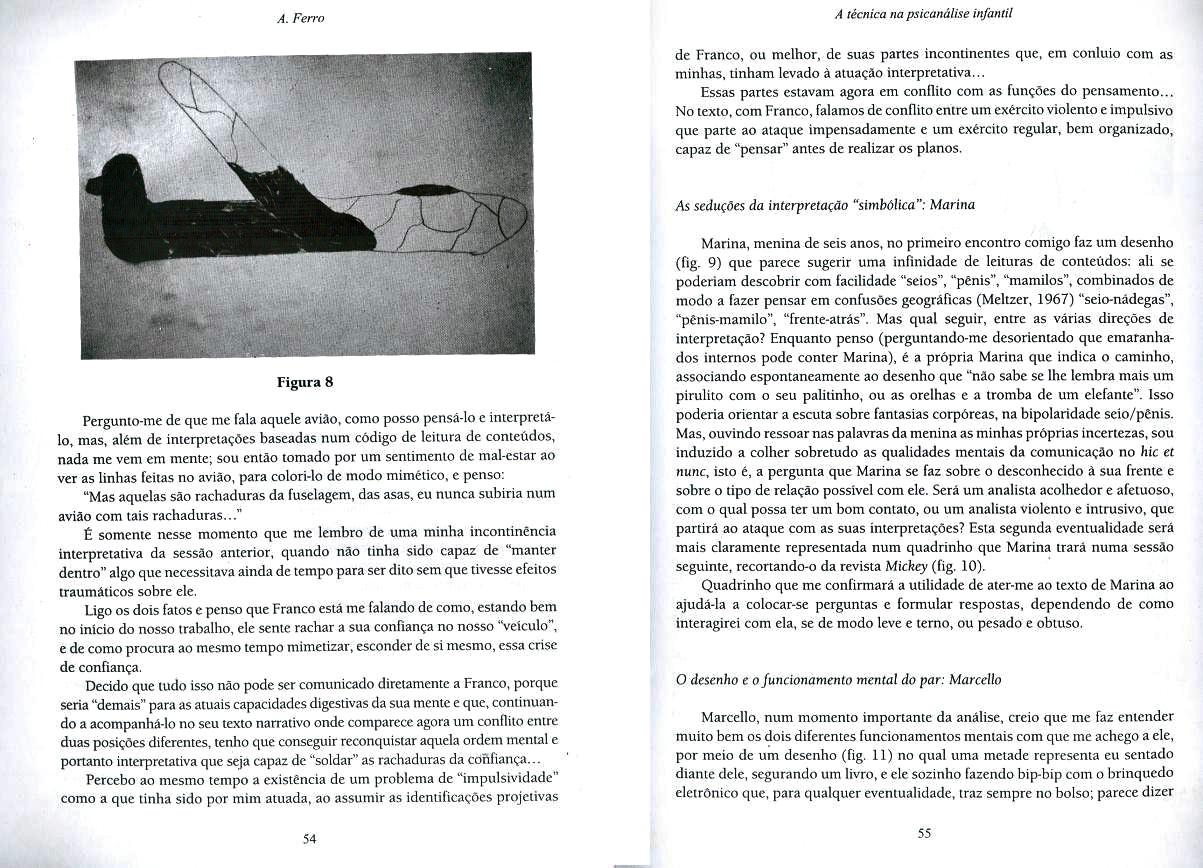 A. Ferro
Figura 8
Pergunto-me de que me fala aquele avião, como posso pensá-lo e interpretá-
lo, mas, além de interpretações baseadas num código de leitura de conteúdos,
nada me vem em mente; sou então tomado por um sentimento de mal-estar ao
ver as linhas feitas no avião, para colori-lo de modo mimético, e penso:
“Mas aquelas são rachaduras da fuselagem, das asas, eu nunca subiria num
avião com tais rachaduras...”
É somente nesse momento que me lembro de uma minha incontinência
interpretativa da sessão anterior, quando não tinha sido capaz de “manter
dentro” algo que necessitava ainda de tempo para ser dito sem que tivesse efeitos
traumáticos sobre ele.
Ligo os dois fatos e penso que Franco está me falando de como, estando bem
no início do nosso trabalho, ele sente rachar a sua confiança no nosso “veículo”,
e de como procura ao mesmo tempo mimetizar, esconder de si mesmo, essa crise
de confiança.
Decido que tudo isso não pode ser comunicado diretamente a Franco, porque
seria “demais” para as atuais capacidades digestivas da sua mente e que, continuan-
do a acompanhá-lo no seu texto narrativo onde comparece agora um conflito entre
duas posições diferentes, tenho que conseguir reconquistar aquela ordem mental e
portanto interpretativa que seja capaz de “soldar” as rachaduras da confiança...
Percebo ao mesmo tempo a existência de um problema de “impulsividade”
como a que tinha sido por mim atuada, ao assumir as identificações projetivas
54
A técnica na psicanálise infantil
de Franco, ou melhor, de suas partes incontinentes que, em conluio com as
minhas, tinham levado à atuação interpretativa...
Essas partes estavam agora em conflito com as funções do pensamento...
No texto, com Franco, falamos de conflito entre um exército violento e impulsivo
que parte ao ataque impensadamente e um exército regular, bem organizado,
capaz de “pensar” antes de realizar os planos.
As seduções da interpretação “simbólica”: Marina
Marina, menina de seis anos, no primeiro encontro comigo faz um desenho
(fig. 9) que parece sugerir uma infinidade de leituras de conteúdos: ali se
poderiam descobrir com facilidade “seios”, “pênis”, “mamilos”, combinados de
modo a fazer pensar em confusões geográficas (Meltzer, 1967) “seio-nádegas”,
“pênis-mamilo”, “frente-atrás”. Mas qual seguir, entre as várias direções de
interpretação? Enquanto penso (perguntando-me desorientado que emaranha-
dos internos pode conter Marina), é a própria Marina que indica o caminho,
associando espontaneamente ao desenho que “não sabe se lhe lembra mais um
pirulito com o seu palitinho, ou as orelhas e a tromba de um elefante”. Isso
poderia orientar a escuta sobre fantasias corpóreas, na bipolaridade seio/pênis.
Mas, ouvindo ressoar nas palavras da menina as minhas próprias incertezas, sou
induzido a colher sobretudo as qualidades mentais da comunicação no hic et
nunc, isto é, a pergunta que Marina se faz sobre o desconhecido à sua frente e
sobre o tipo de relação possível com ele. Será um analista acolhedor e afetuoso,
com o qual possa ter um bom contato, ou um analista violento e intrusivo, que
partirá ao ataque com as suas interpretações? Esta segunda eventualidade será
mais claramente representada num quadrinho que Marina trará numa sessão
seguinte, recortando-o da revista Mickey (fig. 10).
Quadrinho que me confirmará a utilidade de ater-me ao texto de Marina ao
ajudá-la a colocar-se perguntas e formular respostas, dependendo de como
interagirei com ela, se de modo leve e terno, ou pesado e obtuso.
O desenho e o funcionamento mental do par: Marcello
Marcello, num momento importante da análise, creio que me faz entender
muito bem os dois diferentes funcionamentos mentais com que me achego a ele,
por meio de um desenho (fig. 11) no qual uma metade representa eu sentado
diante dele, segurando um livro, e ele sozinho fazendo bip-bip com o brinquedo
eletrônico que, para qualquer eventualidade, traz sempre no bolso; parece dizer
55